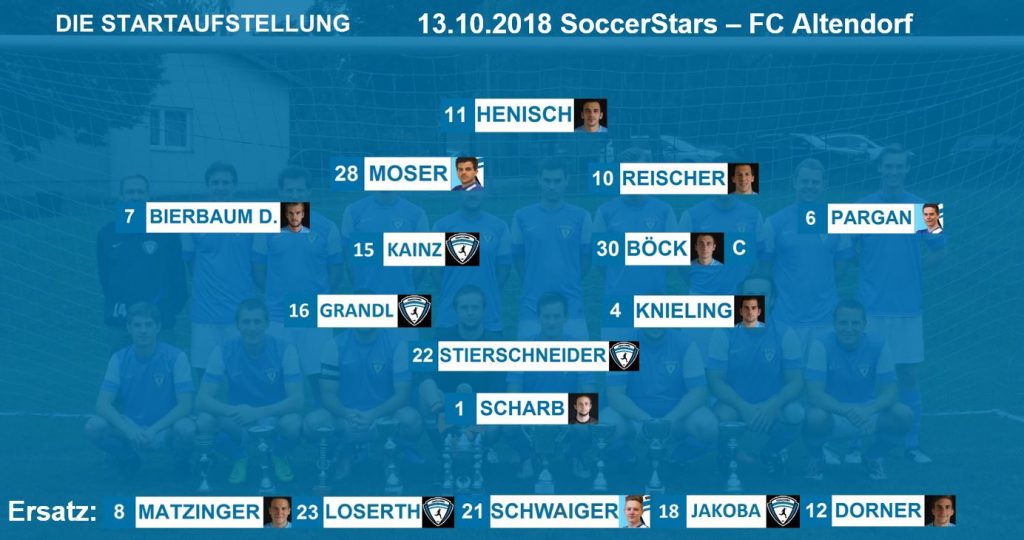 DIE STARTAUFSTELLUNG 13.10.2018 SoccerStars – FC Altendorf
11 HENISCH
28 MOSER 10 REISCHER
7 BIERBAUM D. 6 PARGAN
15 KAINZ 30 BÖCK C
16 GRANDL 4 KNIELING
22 STIERSCHNEIDER
1 SCHARB
Ersatz: 8 MATZINGER 23 LOSERTH 21 SCHWAIGER 18 JAKOBA 12 DORNER